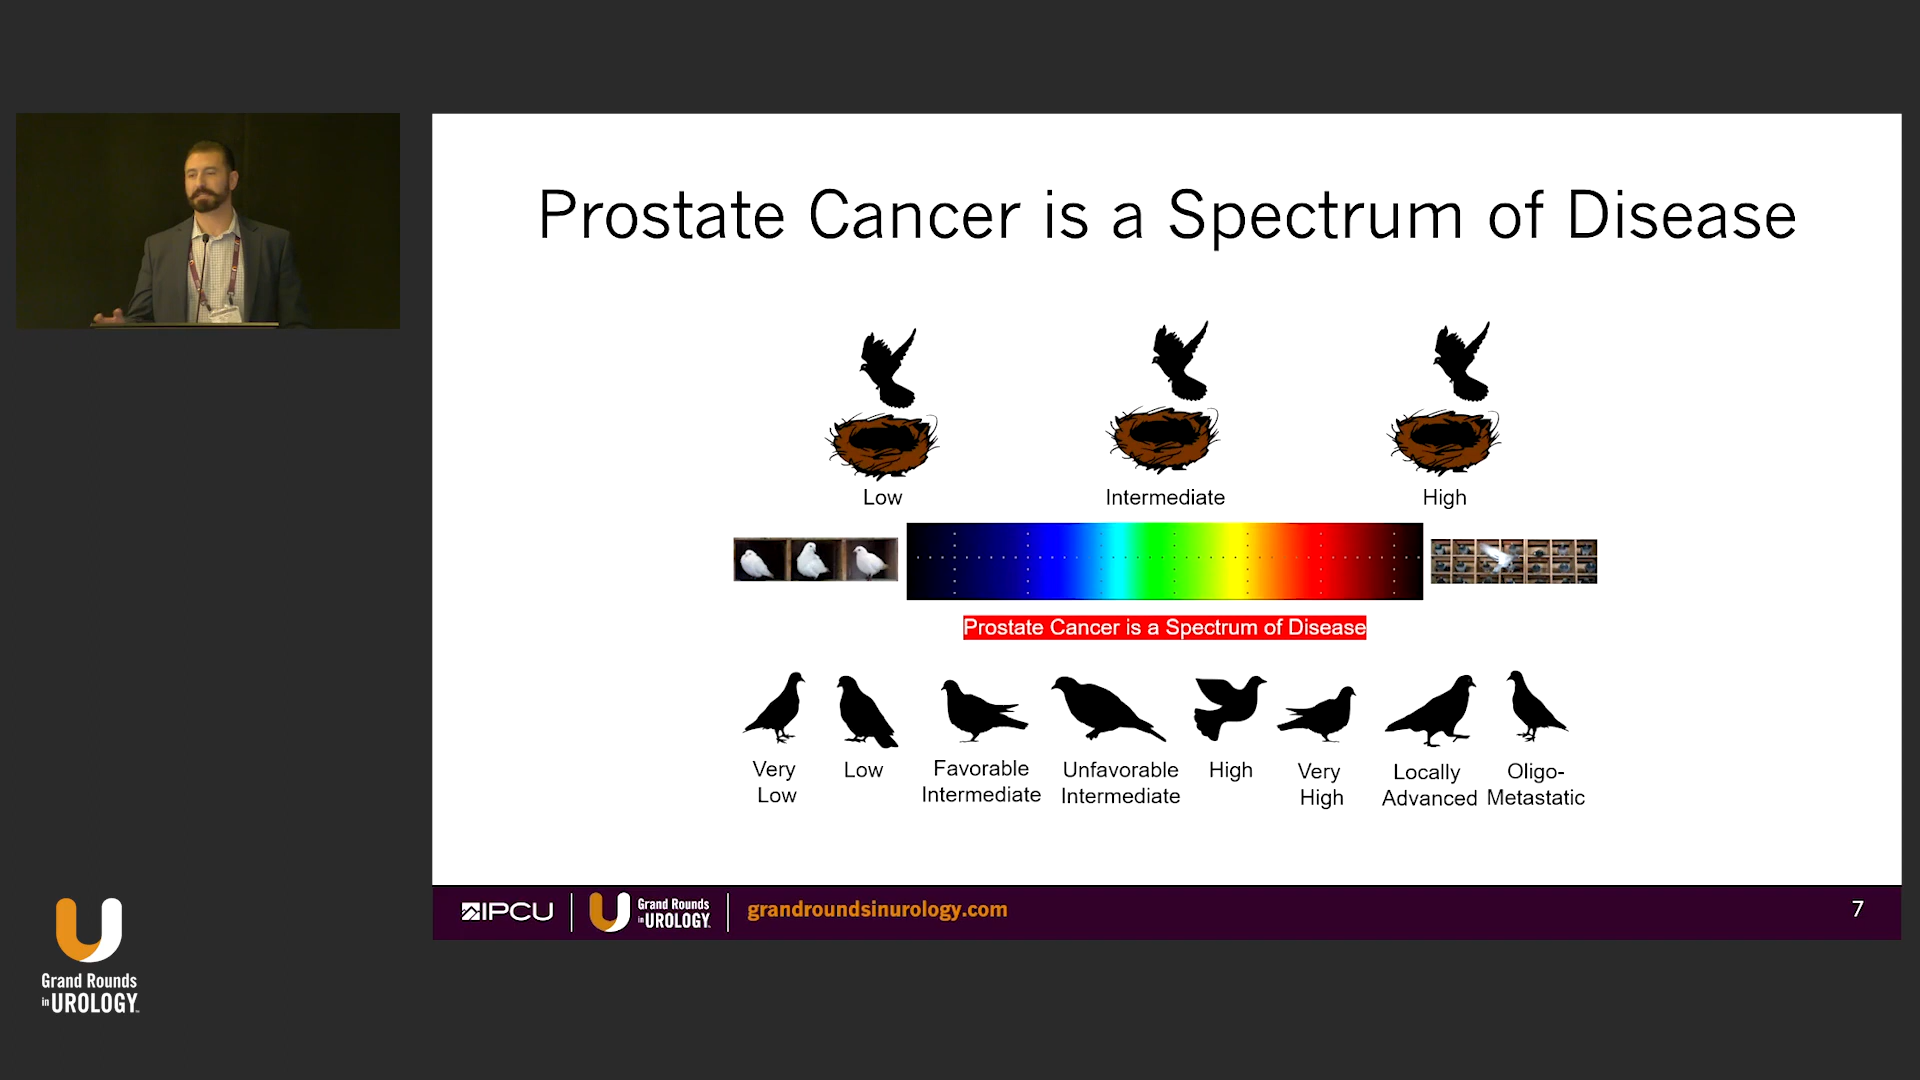 Prostate Cancer is a Spectrum of Disease
Low
Intermediate
High
Prostate Cancer is a Spectrum of Disease
Very
Low
Low
Favorable
Intermediate
Unfavorable
Intermediate
High
Very
High
Locally
Advanced
Oligo-
Metastatic
IPCU
Grand Rounds
in UROLOGY
grandroundsinurology.com
7
Grand Rounds
in UROLOGY